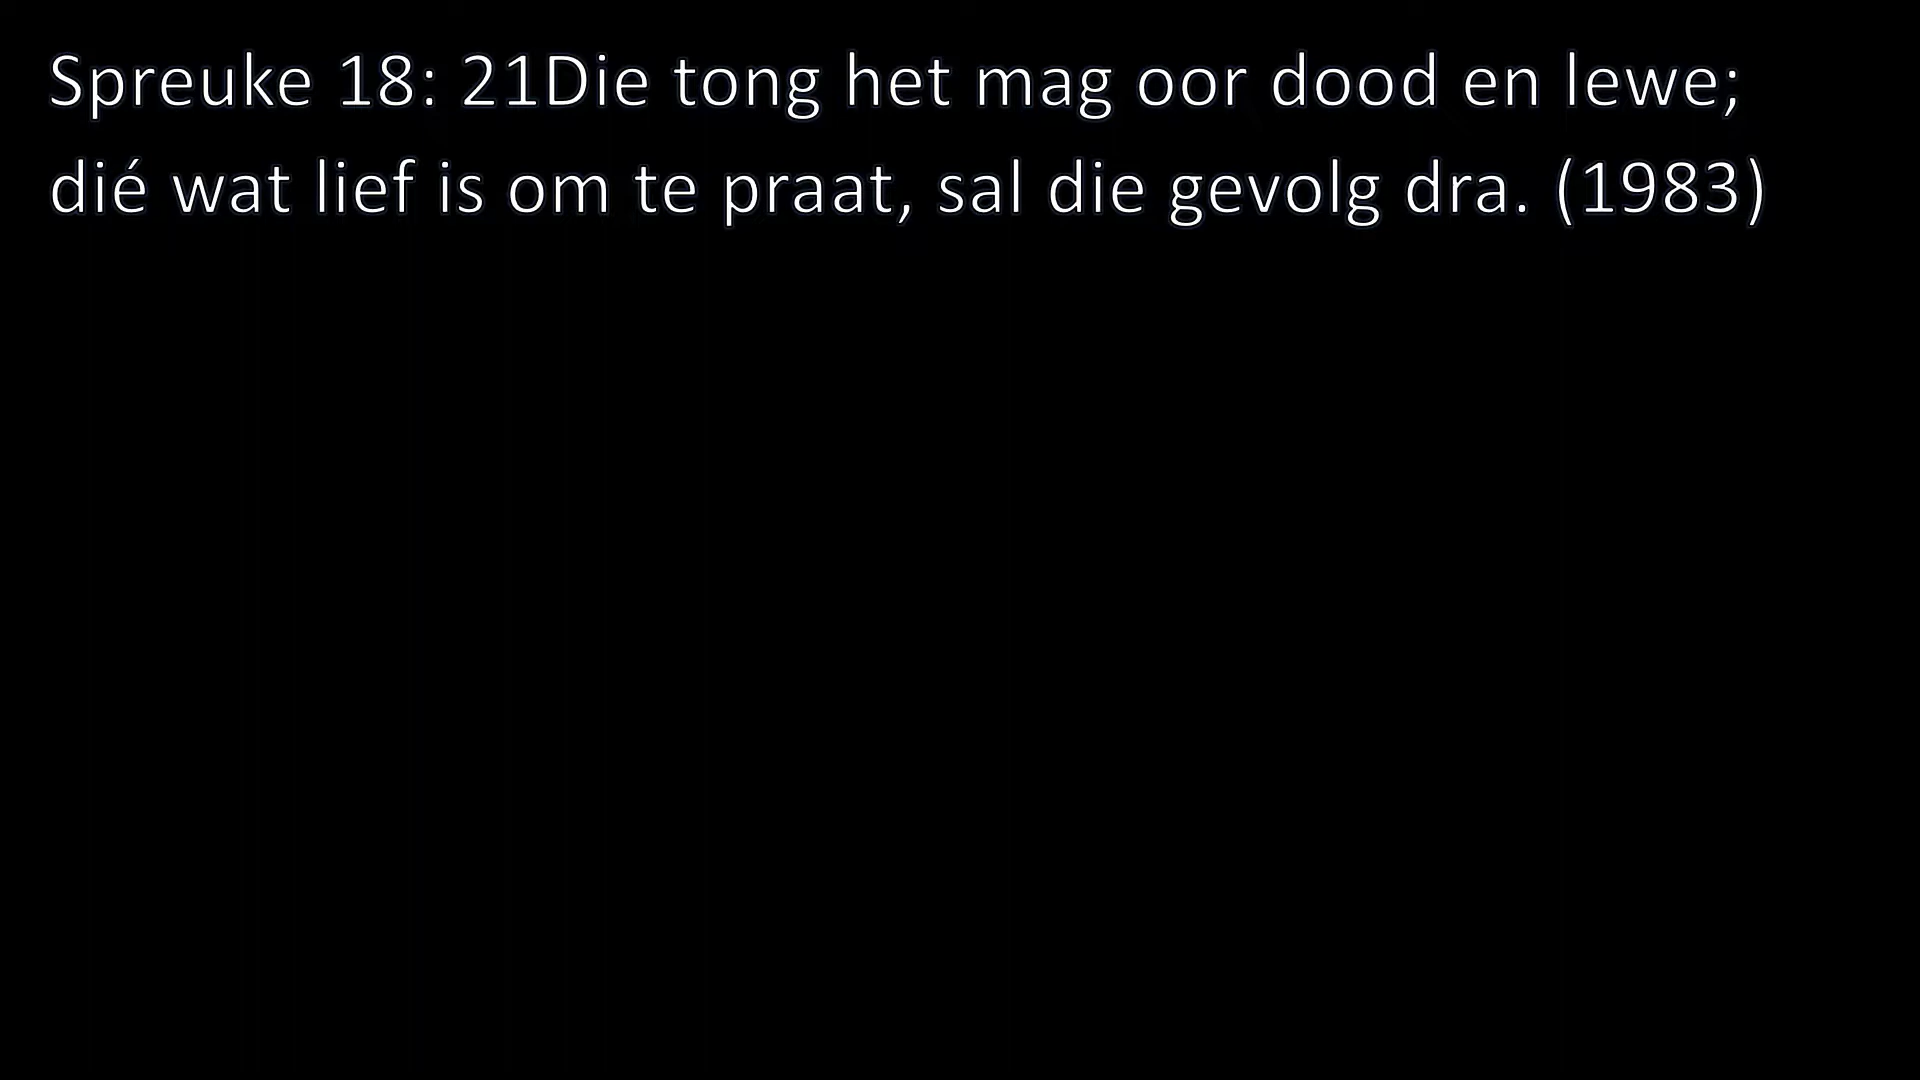 Spreuke 18: 21Die tong het mag oor dood en lewe;
dié wat lief is om te praat, sal die gevolg dra. (1983)